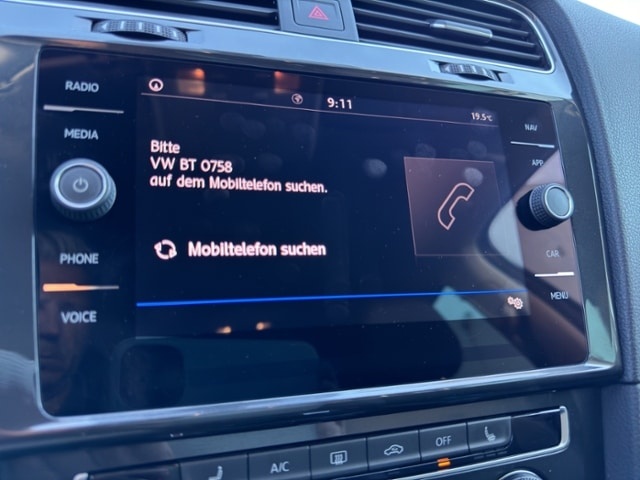 RADIO
MEDIA
PHONE
VOICE
9:11
19.5°C
Bitte
VW BT 0758
auf dem Mobiltelefon suchen.
Mobiltelefon suchen
NAV
APP
CAR
MENU
A/C
OFF